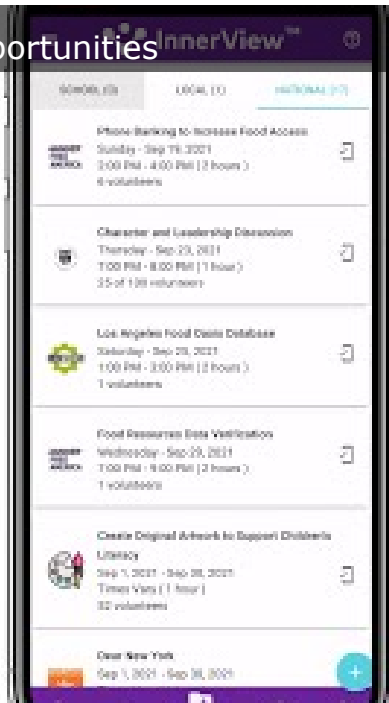 portunities
InnerView™
SCHOOL (0) LOCAL (1) NATIONAL (17)
Phone Banking to Increase Food Access
Sunday - Sep 19, 2021
2:00 PM - 4:00 PM ( 2 hours )
6 volunteers
Character and Leadership Discussion
Thursday - Sep 23, 2021
7:00 PM - 8:00 PM ( 1 hour )
25 of 100 volunteers
Los Angeles Food Oasis Database
Saturday - Sep 25, 2021
1:00 PM - 3:00 PM ( 2 hours )
1 volunteers
Food Resources Data Verification
Wednesday - Sep 29, 2021
7:00 PM - 9:00 PM ( 2 hours )
1 volunteers
Create Original Artwork to Support Children's
Literacy
Sep 1, 2021 - Sep 30, 2021
Times Vary ( 1 hour )
52 volunteers
Dear New York
Sep 1, 2021 - Sep 30, 2021